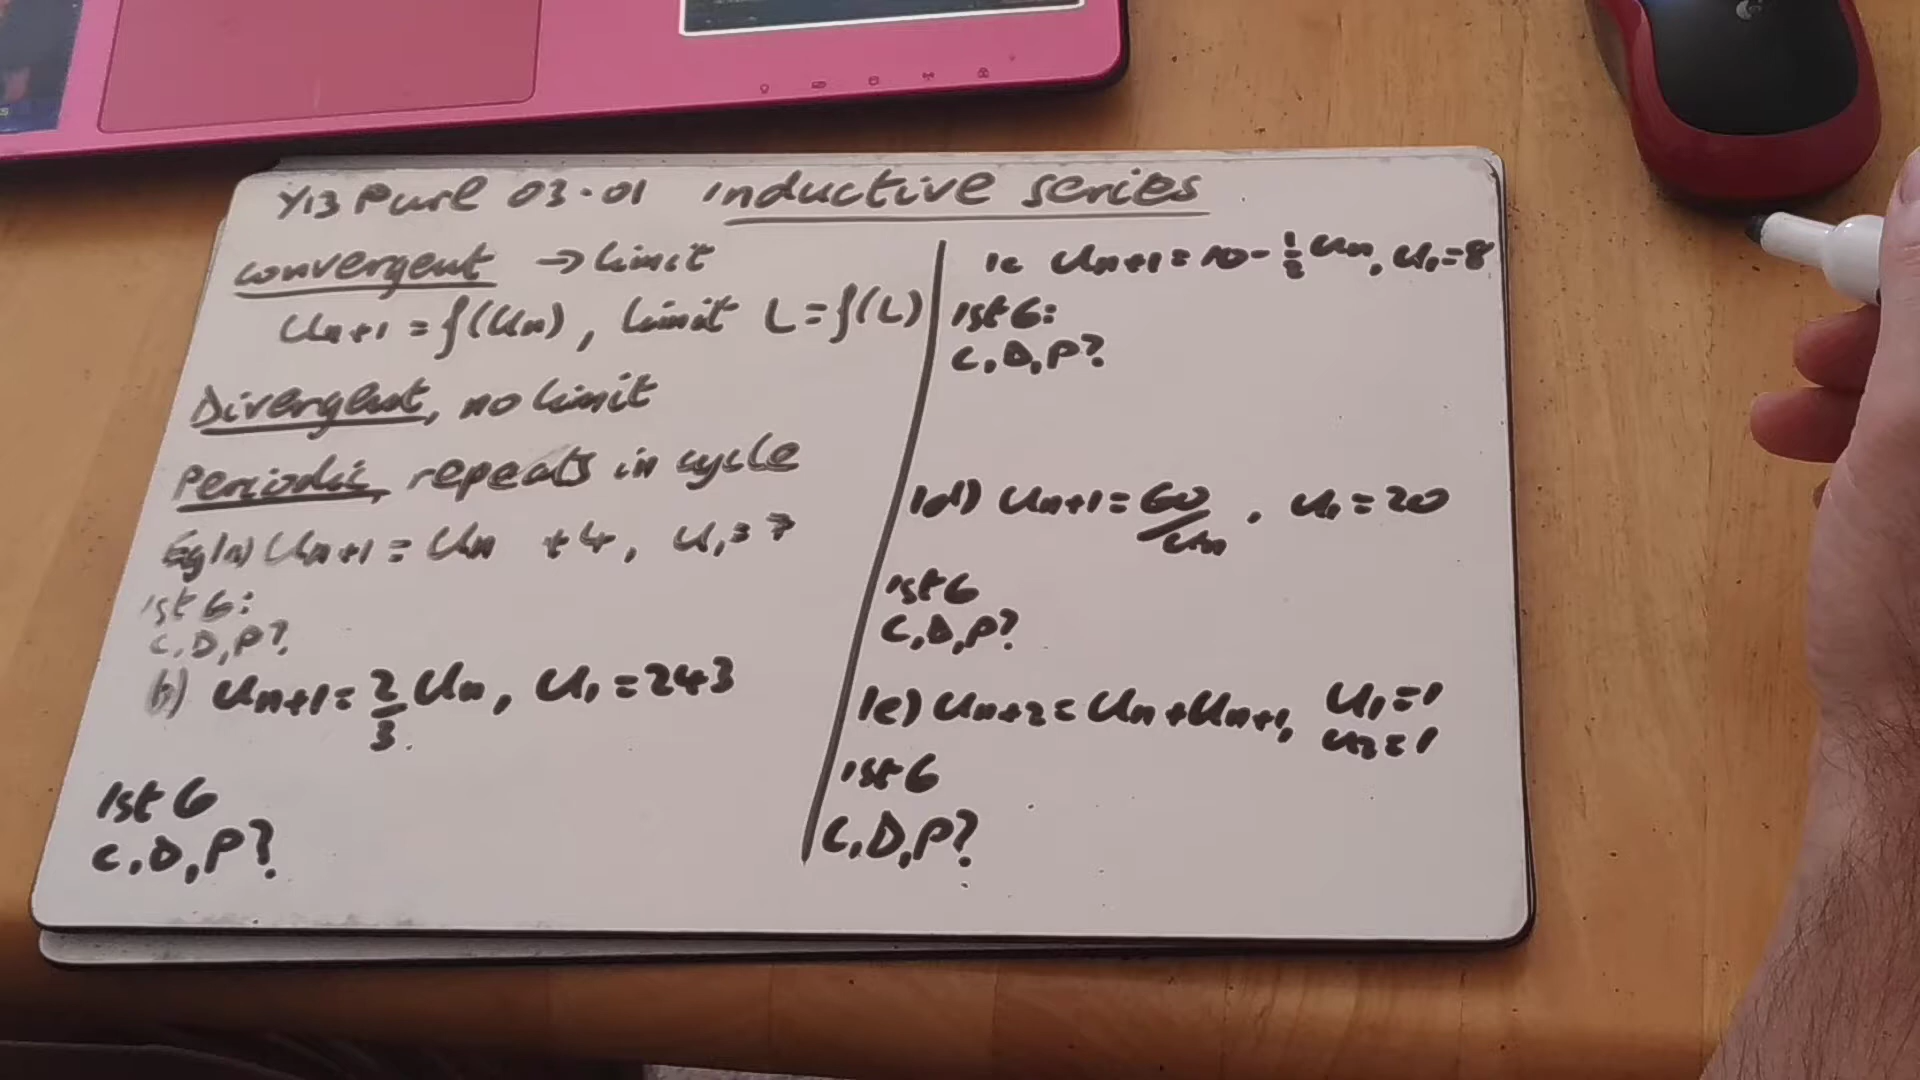 Y13 Pure 03.01 inductive series
Convergent → Limit
Un+1 = f(Un), Limit L = f(L)
Divergent, no limit
Periodic, repeats in cycle
Eg1a) Un+1 = Un +4, U1 = 7
1st 6:
C, D, P?
b) Un+1 = 2/3 Un, U1 = 243
1st 6
C, D, P?
1c Un+1 = 10 - 1/2 Un, U1 = 8
1st 6:
C, D, P?
1d) Un+1 = 60/Un, U1 = 20
1st 6
C, D, P?
1e) Un+2 = Un + Un+1, U1 = 1
U2 = 1
1st 6
C, D, P?